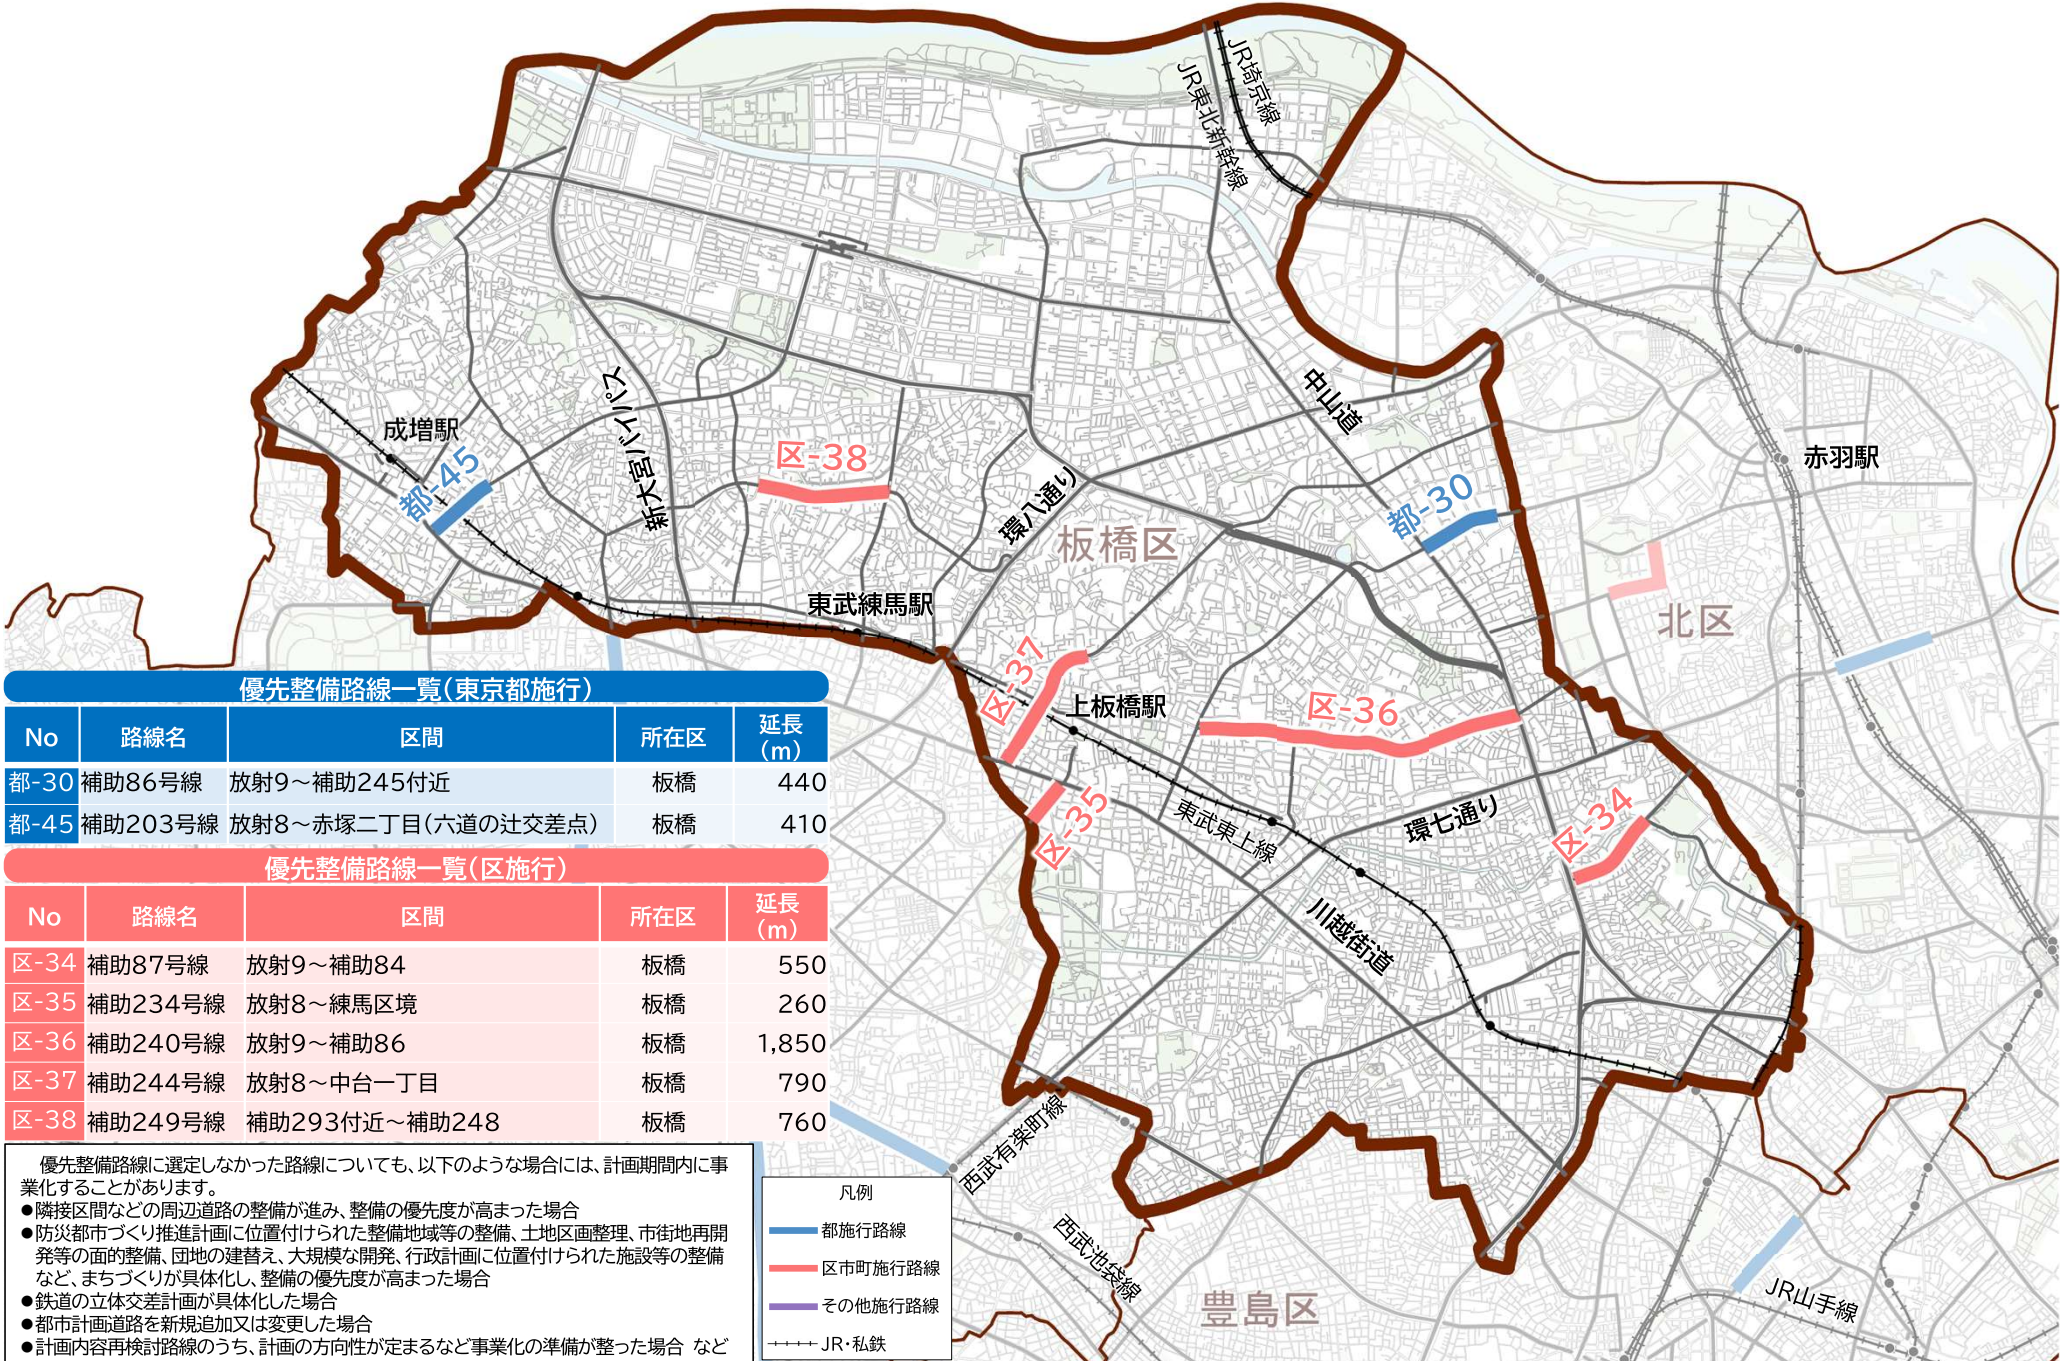 JR埼京線
JR東北新幹線
成増駅
都-45
新大宮バイパス
区-38
環八通り
中山道
都-30
赤羽駅
板橋区
北区
東武練馬駅
区-37
上板橋駅
区-36
区-35
東武東上線
環七通り
区-34
川越街道
西武有楽町線
西武池袋線
豊島区
JR山手線
優先整備路線一覧（東京都施行）
No 路線名 区間 所在区 延長（m）
都-30 補助86号線 放射9～補助245付近 板橋 440
都-45 補助203号線 放射8～赤塚二丁目（六道の辻交差点） 板橋 410
優先整備路線一覧（区施行）
No 路線名 区間 所在区 延長（m）
区-34 補助87号線 放射9～補助84 板橋 550
区-35 補助234号線 放射8～練馬区境 板橋 260
区-36 補助240号線 放射9～補助86 板橋 1,850
区-37 補助244号線 放射8～中台一丁目 板橋 790
区-38 補助249号線 補助293付近～補助248 板橋 760
優先整備路線に選定しなかった路線についても、以下のような場合には、計画期間内に事
業化することがあります。
●隣接区間などの周辺道路の整備が進み、整備の優先度が高まった場合
●防災都市づくり推進計画に位置付けられた整備地域等の整備、土地区画整理、市街地再開
発等の面的整備、団地の建替え、大規模な開発、行政計画に位置付けられた施設等の整備
など、まちづくりが具体化し、整備の優先度が高まった場合
●鉄道の立体交差計画が具体化した場合
●都市計画道路を新規追加又は変更した場合
●計画内容再検討路線のうち、計画の方向性が定まるなど事業化の準備が整った場合 など
凡例
都施行路線
区市町施行路線
その他施行路線
JR・私鉄